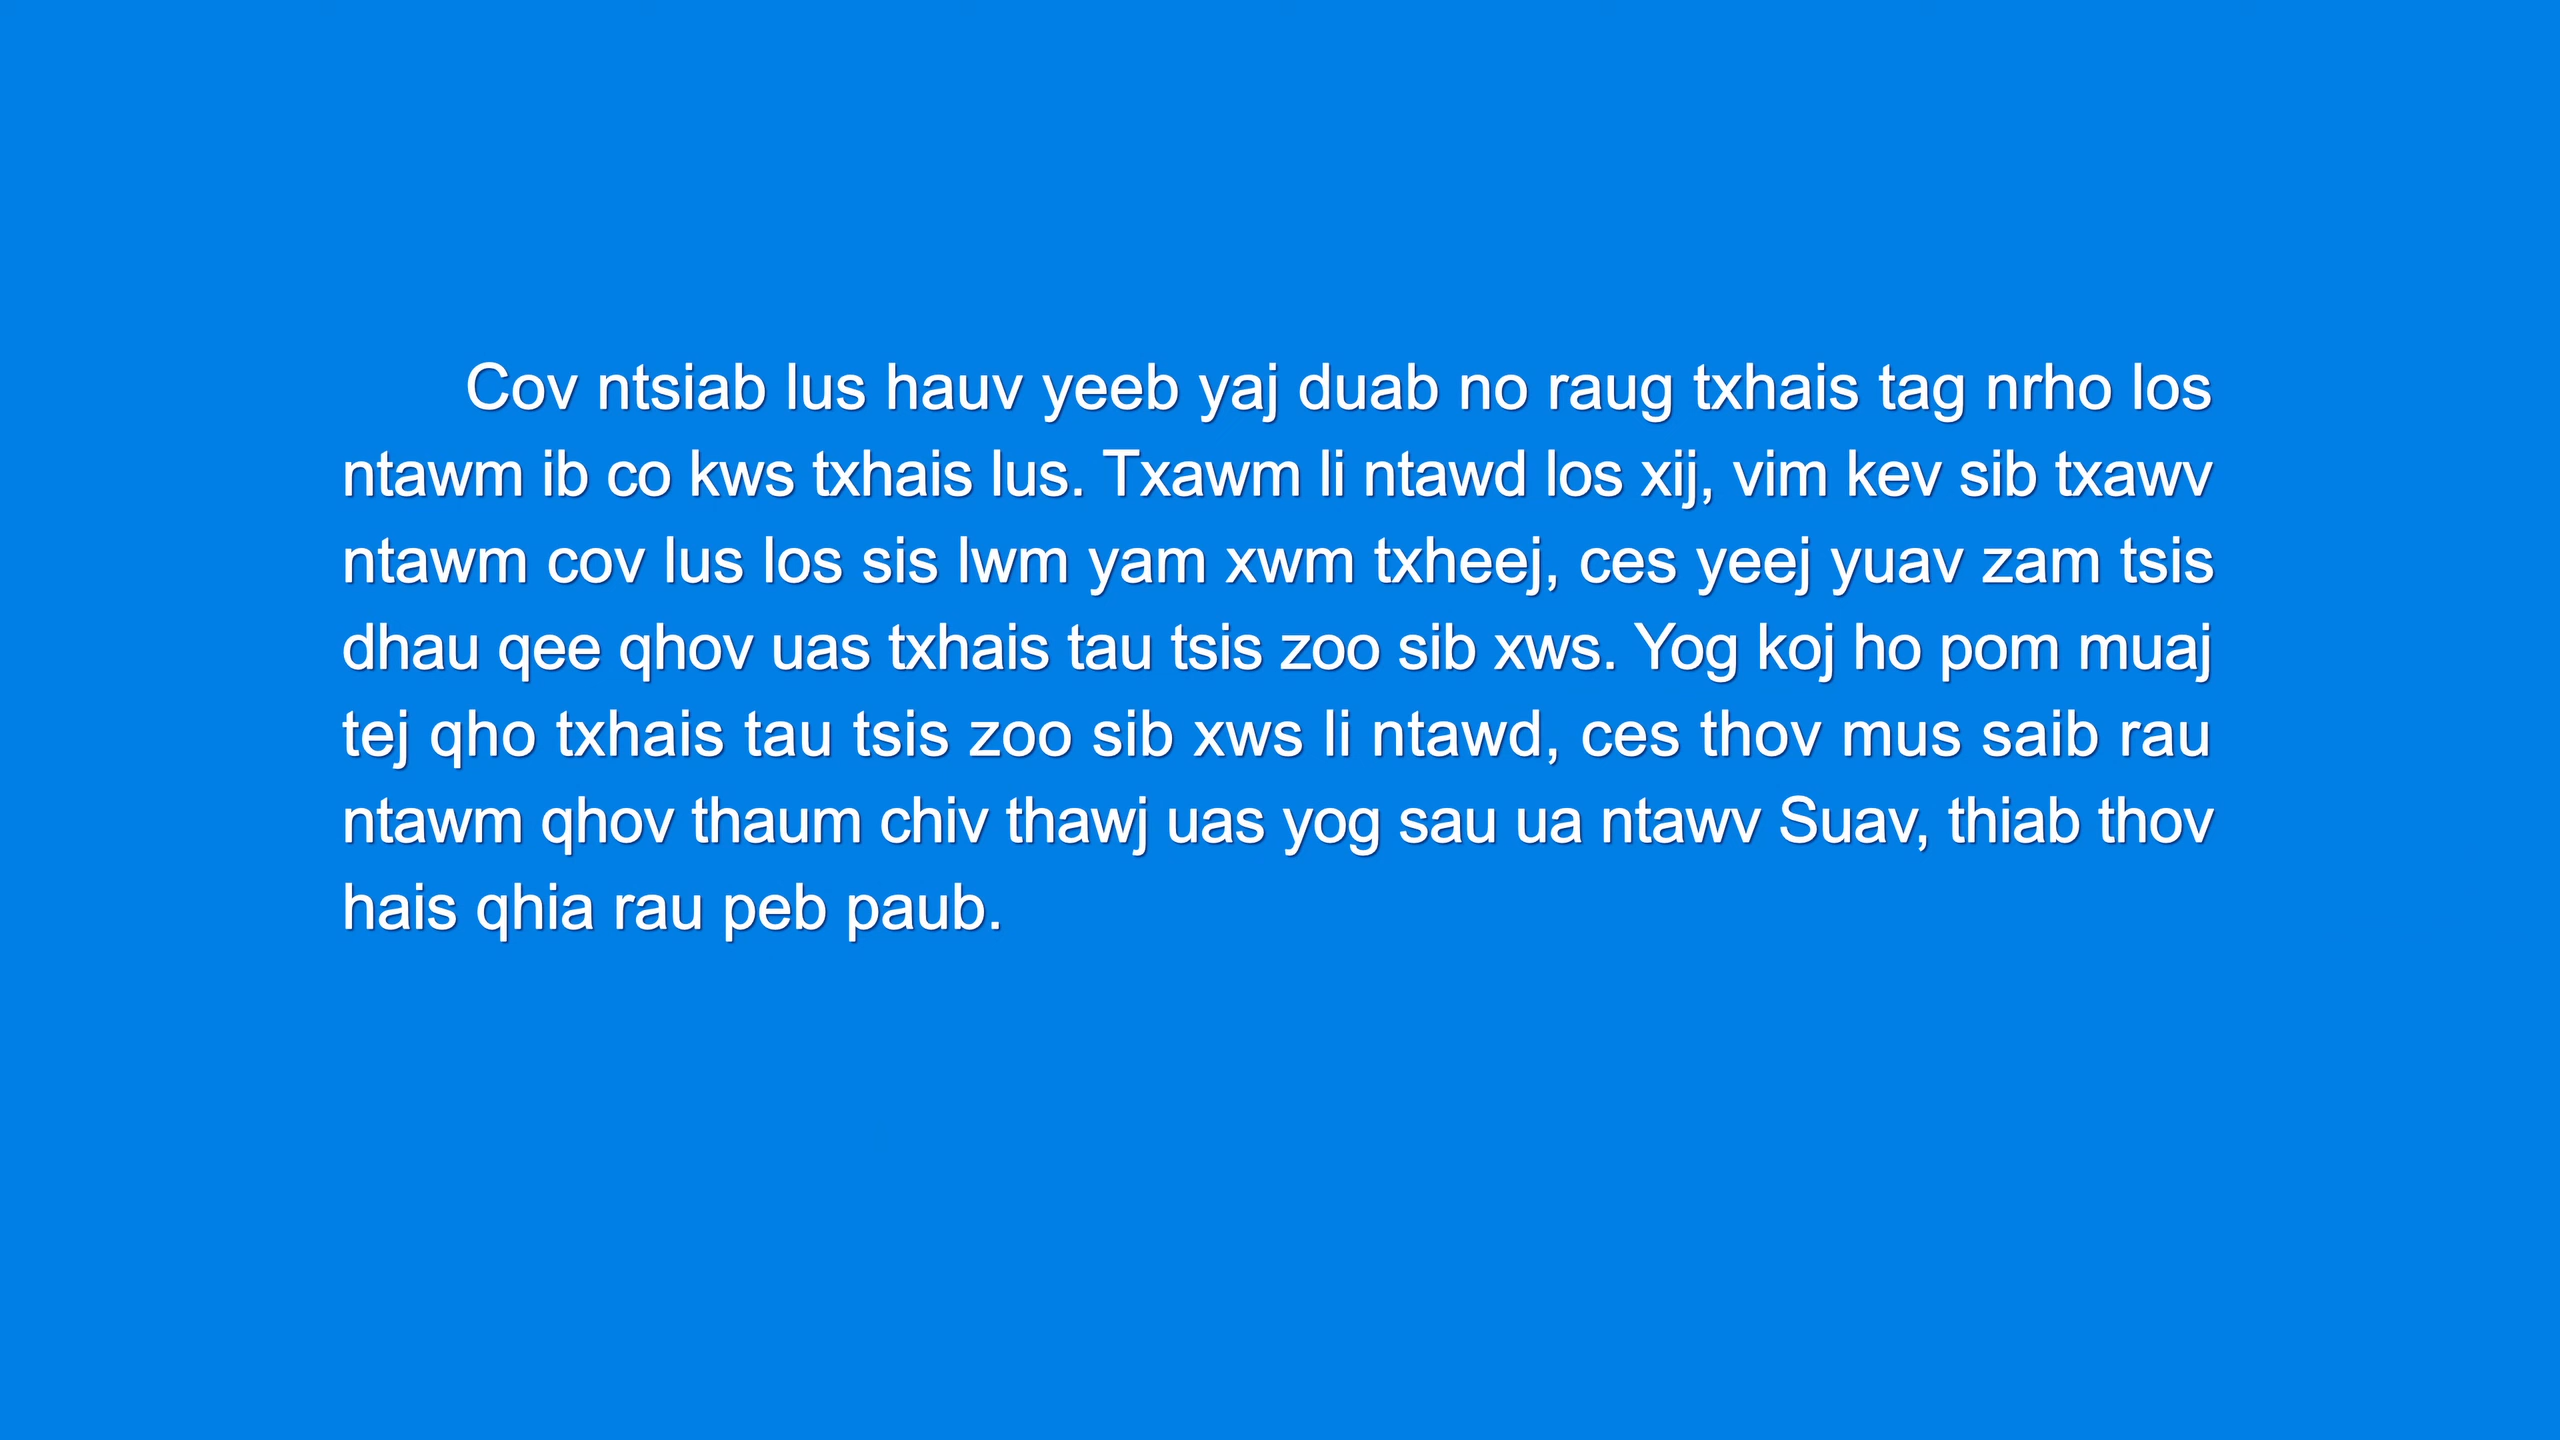 Cov ntsiab lus hauv yeeb yaj duab no raug txhais tag nrho los
ntawm ib co kws txhais lus. Txawm li ntawd los xij, vim kev sib txawv
ntawm cov lus los sis lwm yam xwm txheej, ces yeej yuav zam tsis
dhau qee qhov uas txhais tau tsis zoo sib xws. Yog koj ho pom muaj
tej qho txhais tau tsis zoo sib xws li ntawd, ces thov mus saib rau
ntawm qhov thaum chiv thawj uas yog sau ua ntawv Suav, thiab thov
hais qhia rau peb paub.